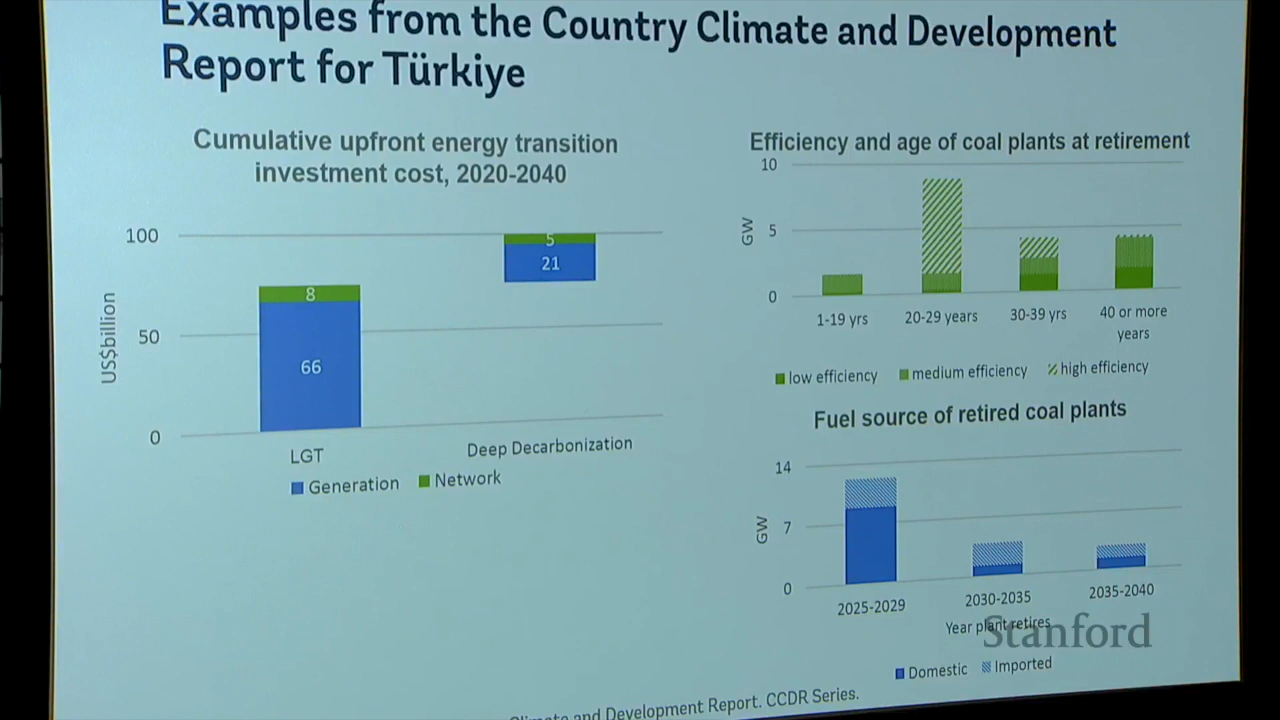 Examples from the Country Climate and Development
Report for Türkiye
Cumulative upfront energy transition
investment cost, 2020-2040
US$billion
100
50
0
5
21
8
66
LGT
Deep Decarbonization
Generation
Network
Efficiency and age of coal plants at retirement
GW
10
5
0
1-19 yrs
20-29 years
30-39 yrs
40 or more
years
low efficiency
medium efficiency
high efficiency
Fuel source of retired coal plants
GW
14
7
0
2025-2029
2030-2035
2035-2040
Year plant retires
Stanford
Domestic
Imported
Climate and Development Report. CCDR Series.